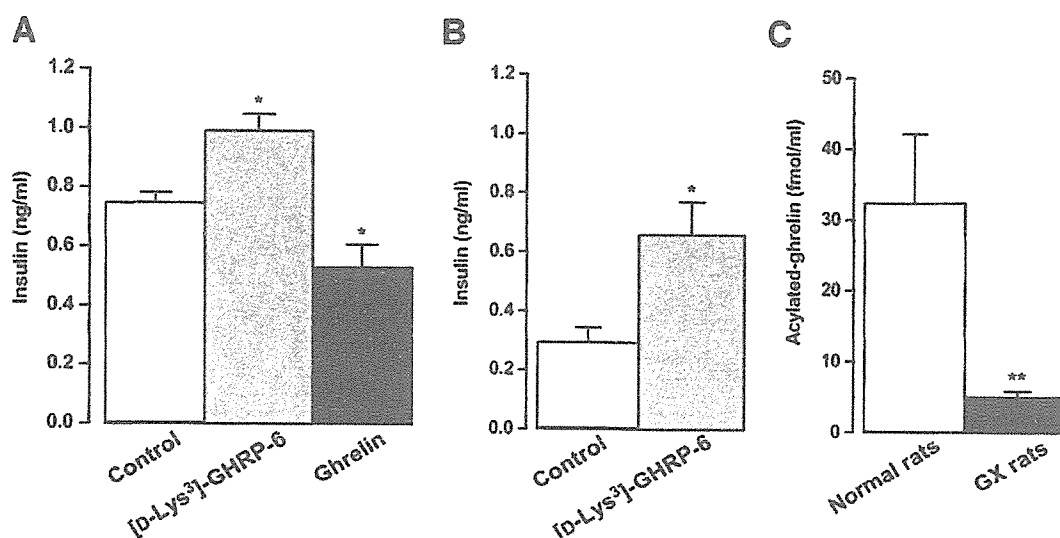 A
Insulin (ng/ml)
1.2
1.0
0.8
0.6
0.4
0.2
0.0
*
*
Control
[D-Lys³]-GHRP-6
Ghrelin
B
Insulin (ng/ml)
1.2
1.0
0.8
0.6
0.4
0.2
0.0
*
Control
[D-Lys³]-GHRP-6
C
Acylated-ghrelin (fmol/ml)
50
40
30
20
10
0
**
Normal rats
GX rats